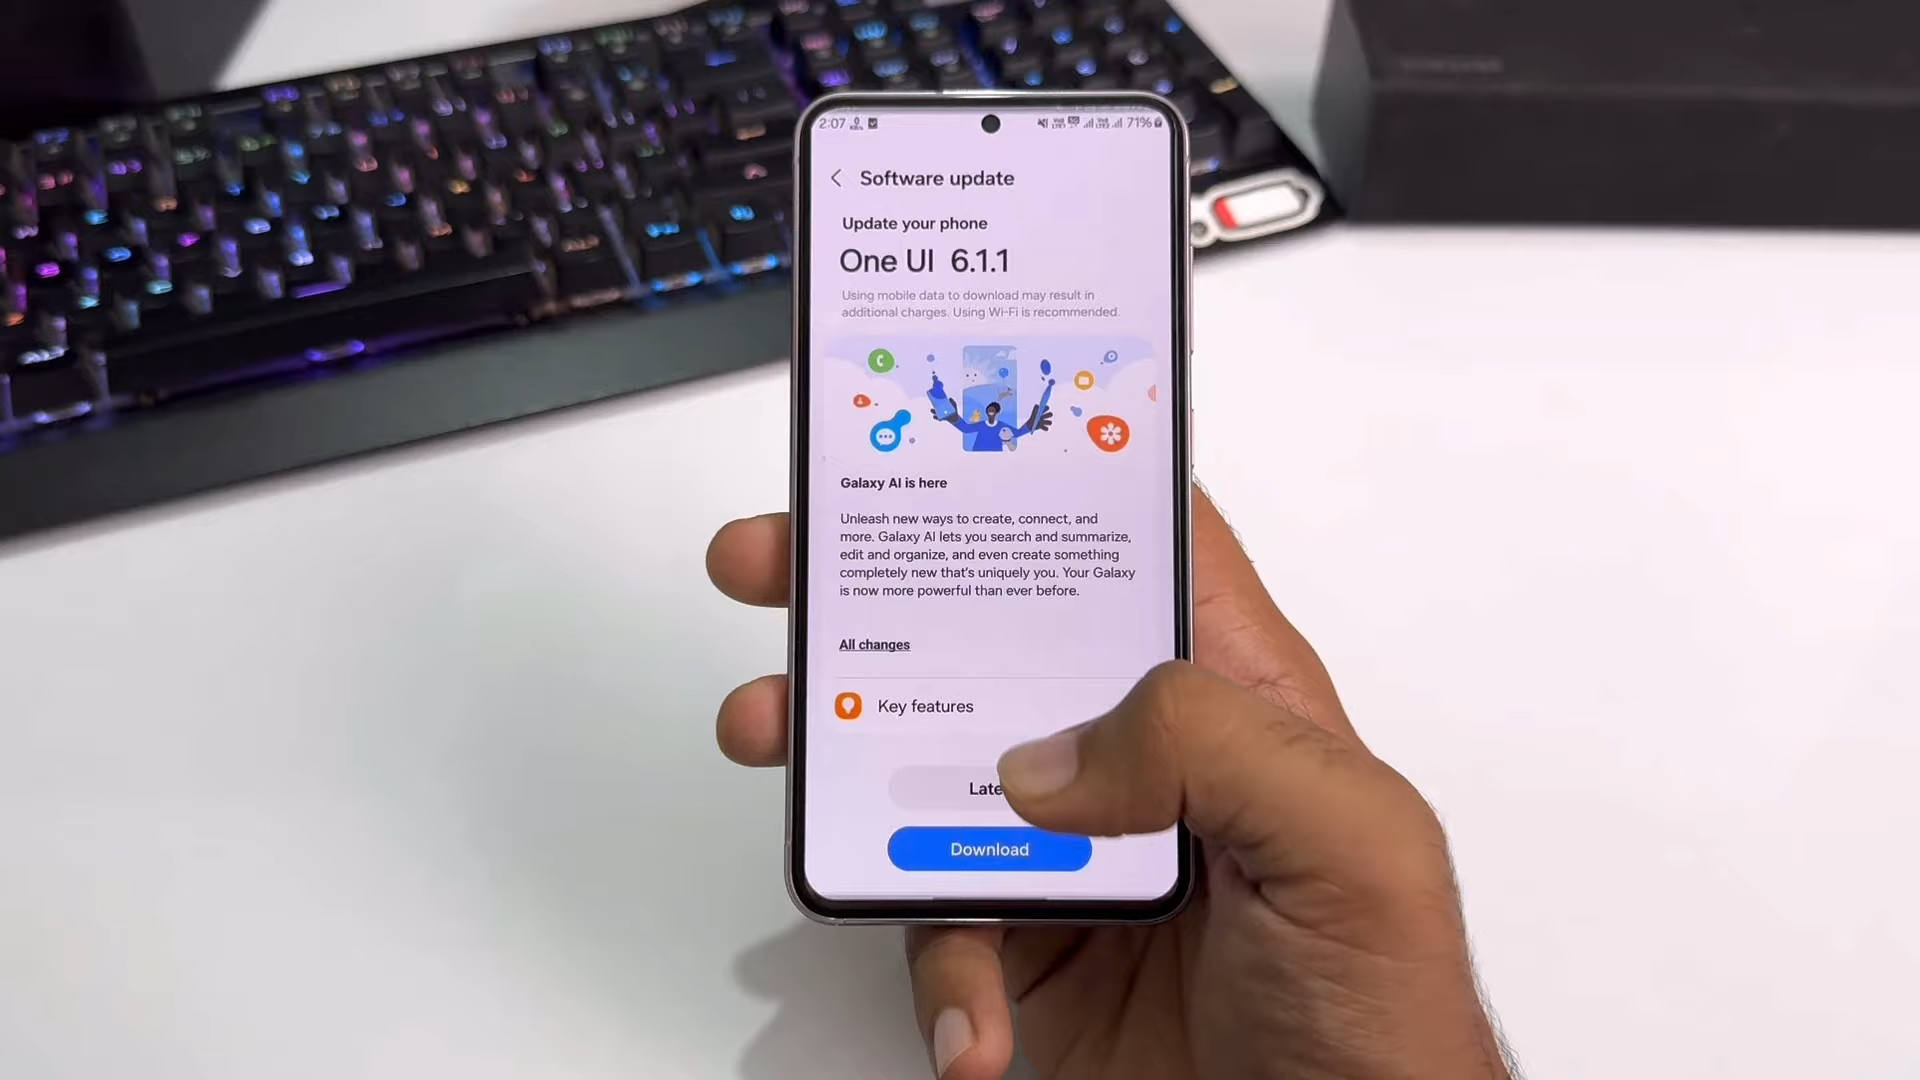 2:07
71%
Software update
Update your phone
One UI 6.1.1
Using mobile data to download may result in
additional charges. Using Wi-Fi is recommended.
Galaxy AI is here
Unleash new ways to create, connect, and
more. Galaxy AI lets you search and summarize,
edit and organize, and even create something
completely new that's uniquely you. Your Galaxy
is now more powerful than ever before.
All changes
Key features
Late
Download